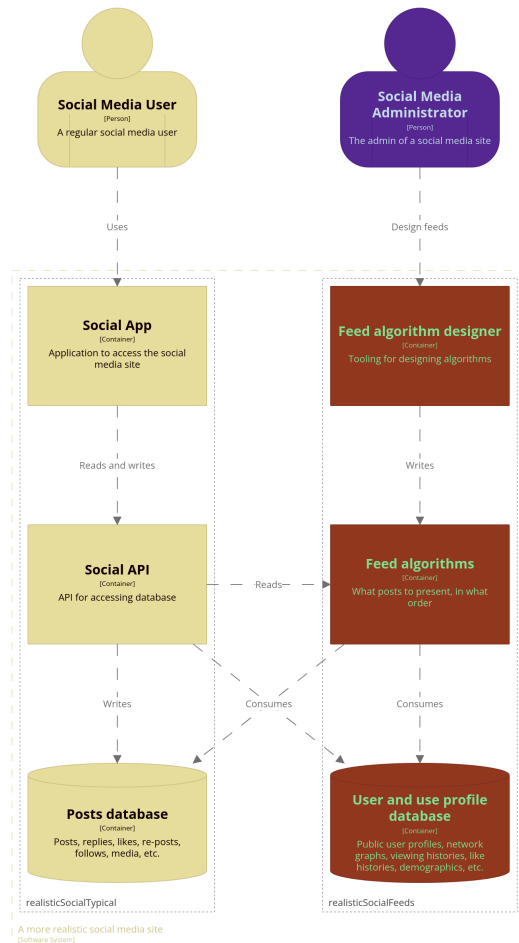 Social Media User
[Person]
A regular social media user
Social Media
Administrator
[Person]
The admin of a social media site
Uses
Design feeds
Social App
[Container]
Application to access the social
media site
Feed algorithm designer
[Container]
Tooling for designing algorithms
Reads and writes
Writes
Social API
[Container]
API for accessing database
Reads
Feed algorithms
[Container]
What posts to present, in what
order
Writes
Consumes
Consumes
Posts database
[Container]
Posts, replies, likes, re-posts,
follows, media, etc.
User and use profile
database
[Container]
Public user profiles, network
graphs, viewing histories, like
histories, demographics, etc.
realisticSocialTypical
realisticSocialFeeds
A more realistic social media site
[Software System]